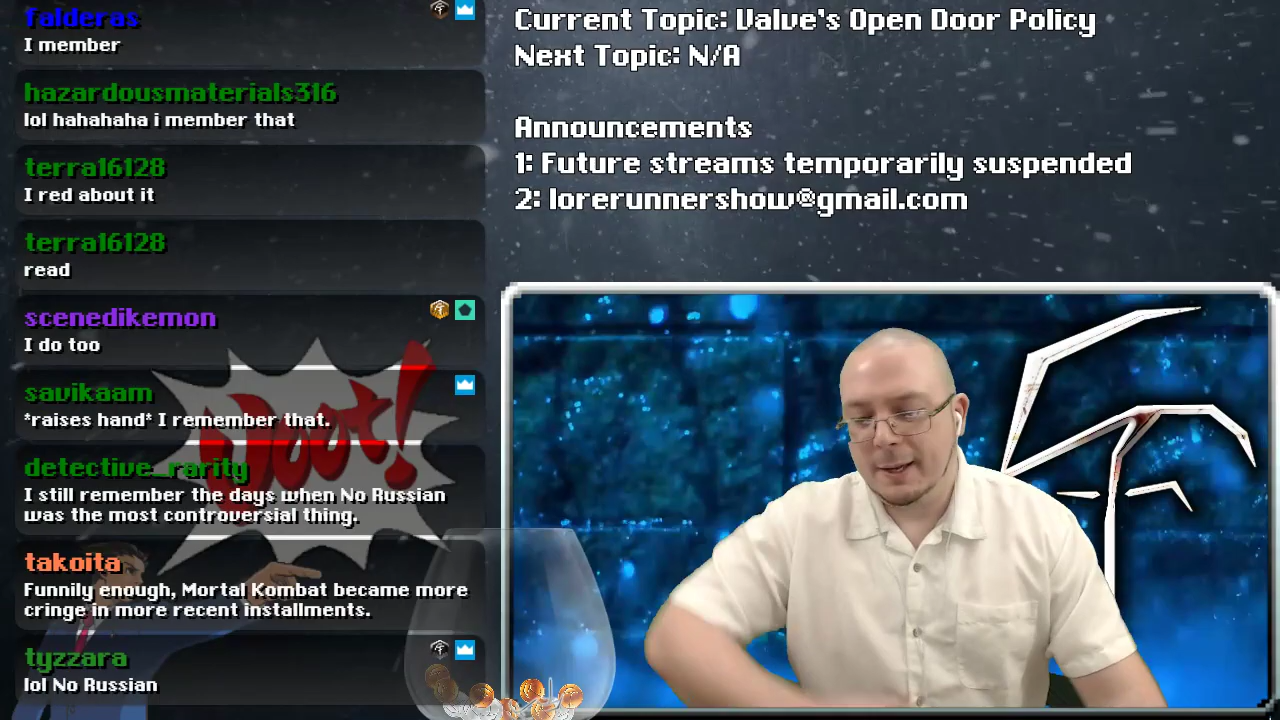 falderas
I member
hazardousmaterials316
lol hahahaha i member that
terra16128
I red about it
terra16128
read
scenedikemon
I do too
savikaam
*raises hand* I remember that.
detective_rarity
I still remember the days when No Russian
was the most controversial thing.
takoita
Funnily enough, Mortal Kombat became more
cringe in more recent installments.
tyzzara
lol No Russian
Current Topic: Valve's Open Door Policy
Next Topic: N/A
Announcements
1: Future streams temporarily suspended
2: lorerunnershow@gmail.com